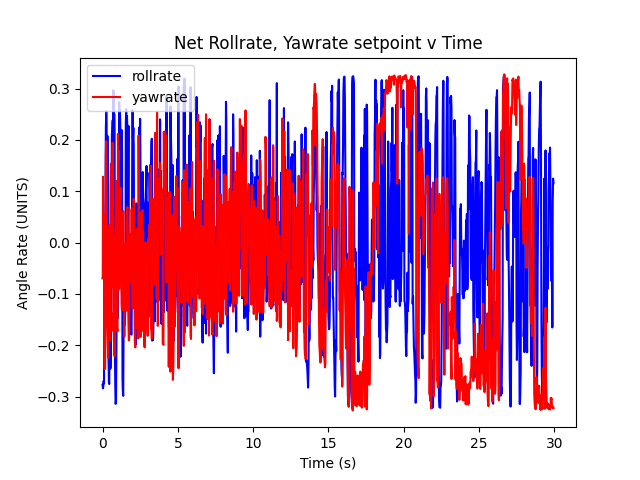 Net Rollrate, Yawrate setpoint v Time
rollrate
yawrate
Angle Rate (UNITS)
0.3
0.2
0.1
0.0
−0.1
−0.2
−0.3
0 5 10 15 20 25 30
Time (s)